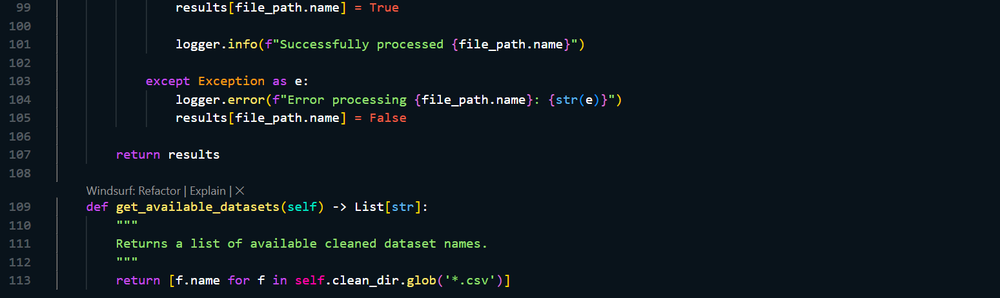 99 results[file_path.name] = True
100
101 logger.info(f"Successfully processed {file_path.name}")
102
103 except Exception as e:
104 logger.error(f"Error processing {file_path.name}: {str(e)}")
105 results[file_path.name] = False
106
107 return results
108
Windsurf: Refactor | Explain | ×
109 def get_available_datasets(self) -> List[str]:
110 """
111 Returns a list of available cleaned dataset names.
112 """
113 return [f.name for f in self.clean_dir.glob('*.csv')]